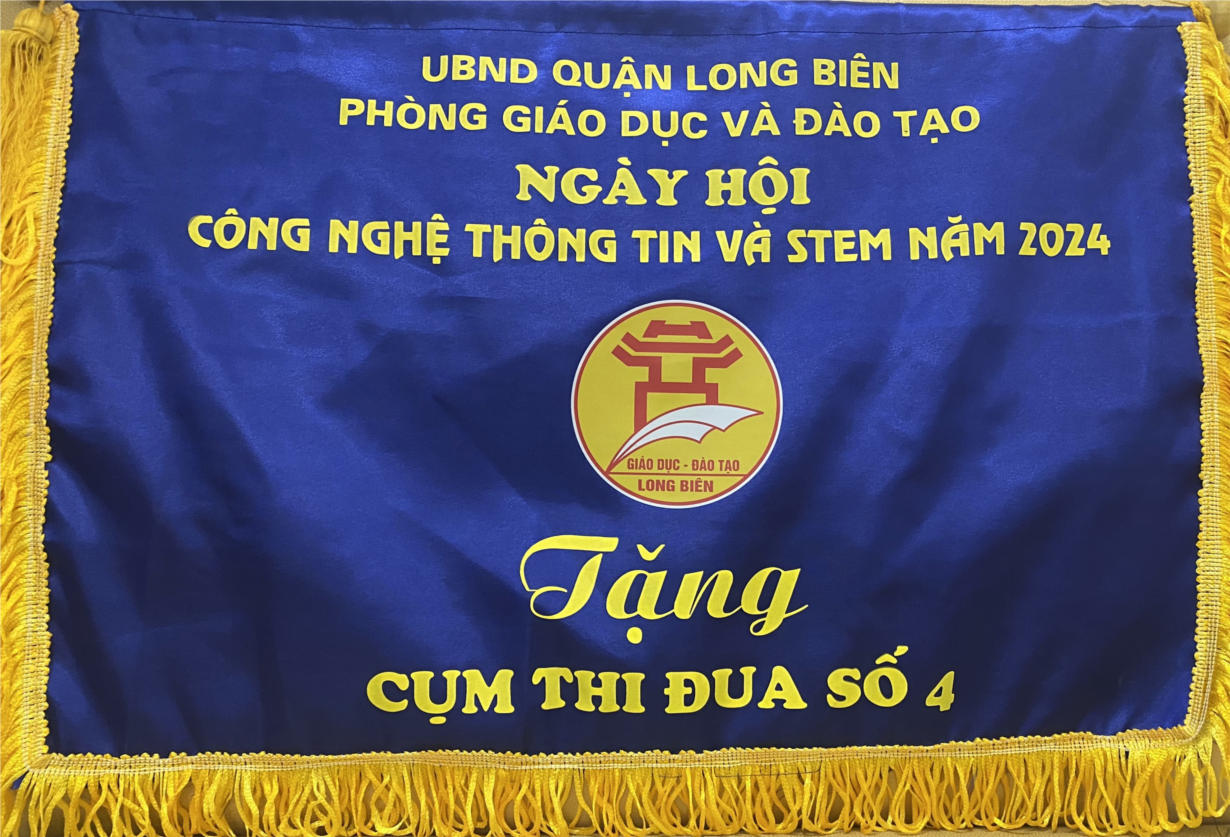 UBND QUẬN LONG BIÊN
PHÒNG GIÁO DỤC VÀ ĐÀO TẠO
NGÀY HỘI
CÔNG NGHỆ THÔNG TIN VÀ STEM NĂM 2024
GIÁO DỤC - ĐÀO TẠO
LONG BIÊN
Tặng
CỤM THI ĐUA SỐ 4